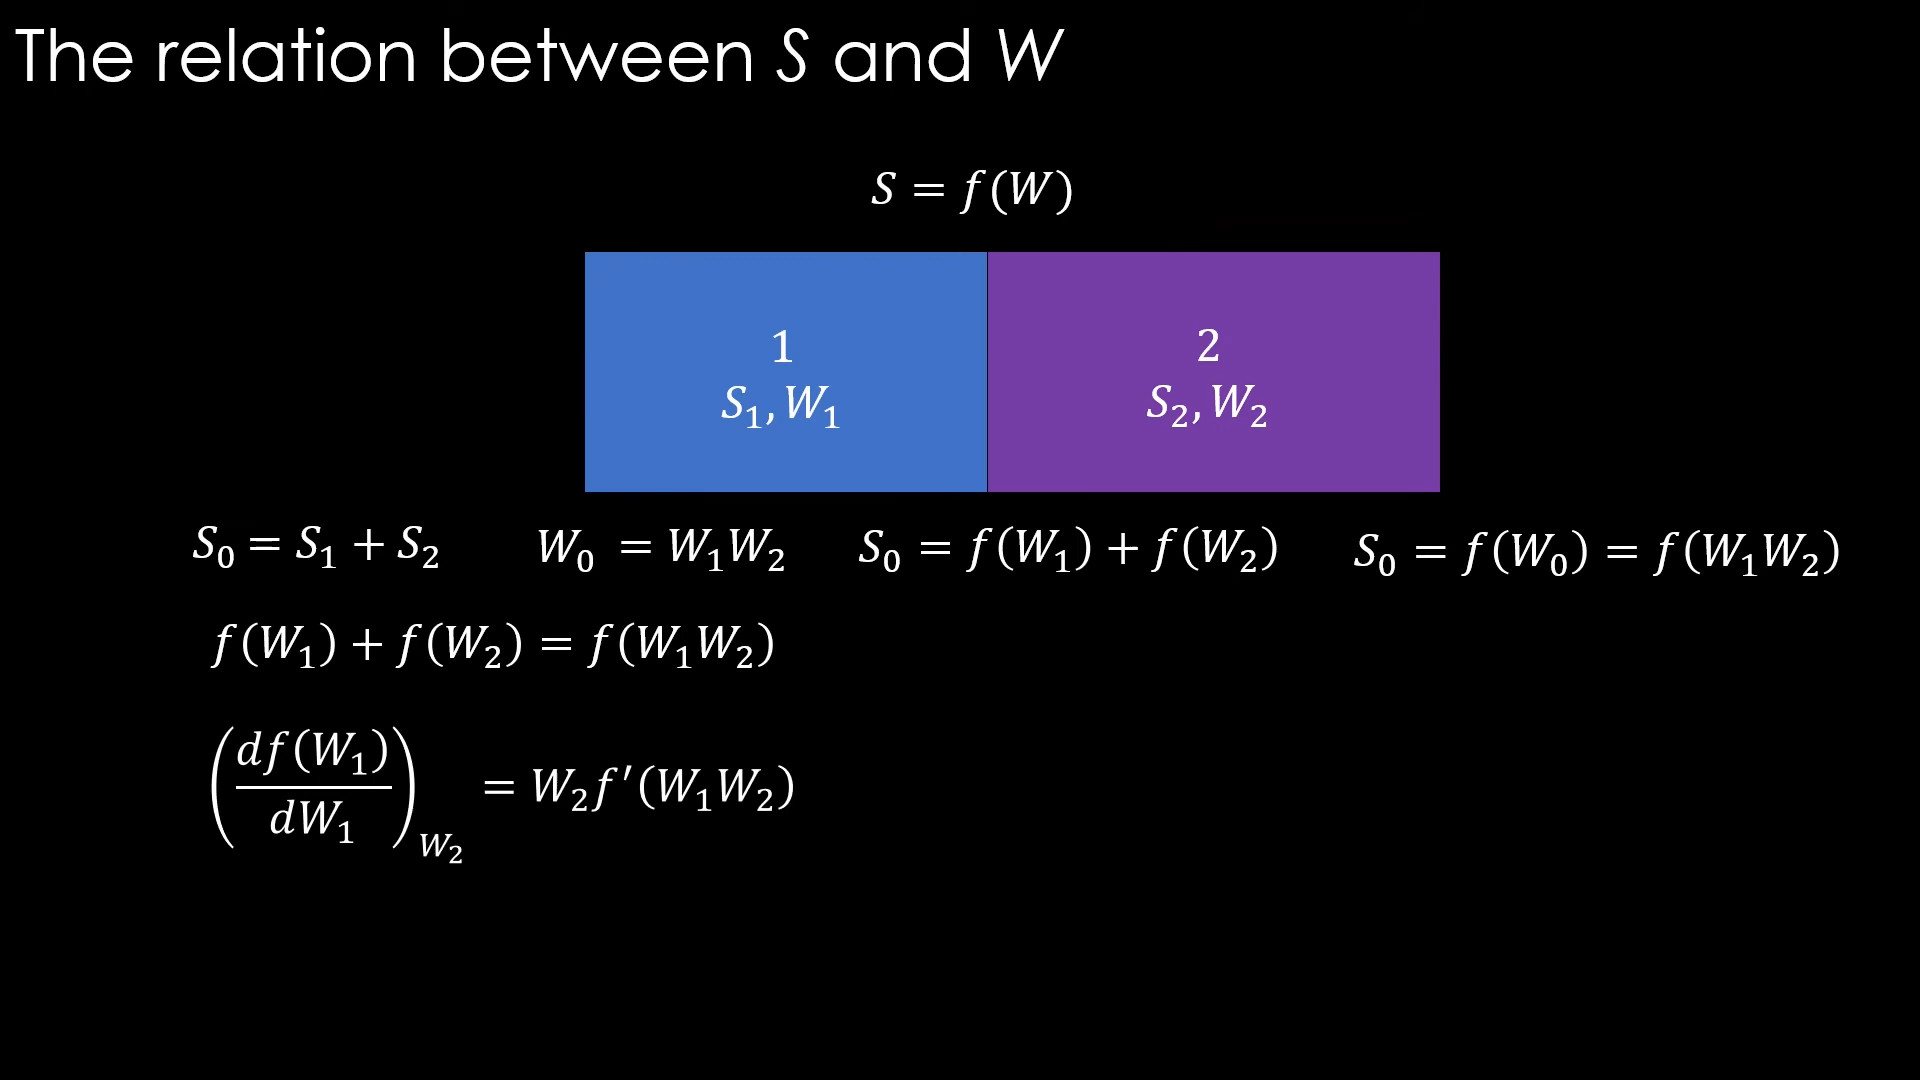 The relation between S and W
S = f(W)
1
S₁, W₁
2
S₂, W₂
S₀ = S₁ + S₂
W₀ = W₁W₂
S₀ = f(W₁) + f(W₂)
S₀ = f(W₀) = f(W₁W₂)
f(W₁) + f(W₂) = f(W₁W₂)
(df(W₁)/dW₁)_W₂ = W₂f′(W₁W₂)